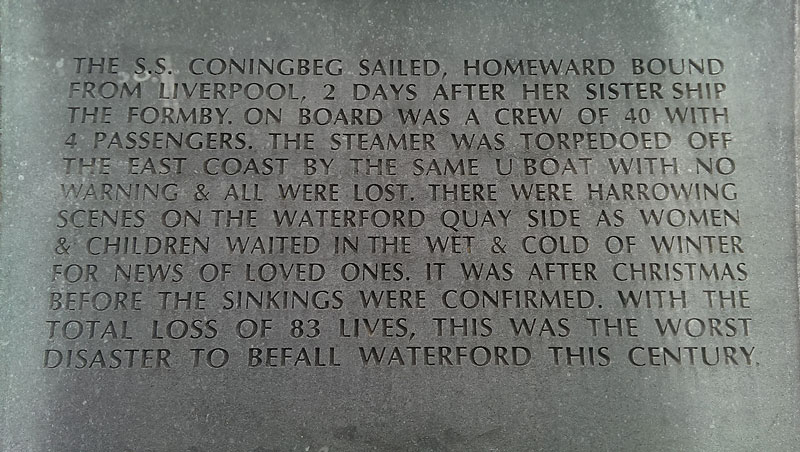 THE S.S. CONINGBEG SAILED, HOMEWARD BOUND
FROM LIVERPOOL, 2 DAYS AFTER HER SISTER SHIP
THE FORMBY. ON BOARD WAS A CREW OF 40 WITH
4 PASSENGERS. THE STEAMER WAS TORPEDOED OFF
THE EAST COAST BY THE SAME U BOAT WITH NO
WARNING & ALL WERE LOST. THERE WERE HARROWING
SCENES ON THE WATERFORD QUAY SIDE AS WOMEN
& CHILDREN WAITED IN THE WET & COLD OF WINTER
FOR NEWS OF LOVED ONES. IT WAS AFTER CHRISTMAS
BEFORE THE SINKINGS WERE CONFIRMED. WITH THE
TOTAL LOSS OF 83 LIVES, THIS WAS THE WORST
DISASTER TO BEFALL WATERFORD THIS CENTURY.